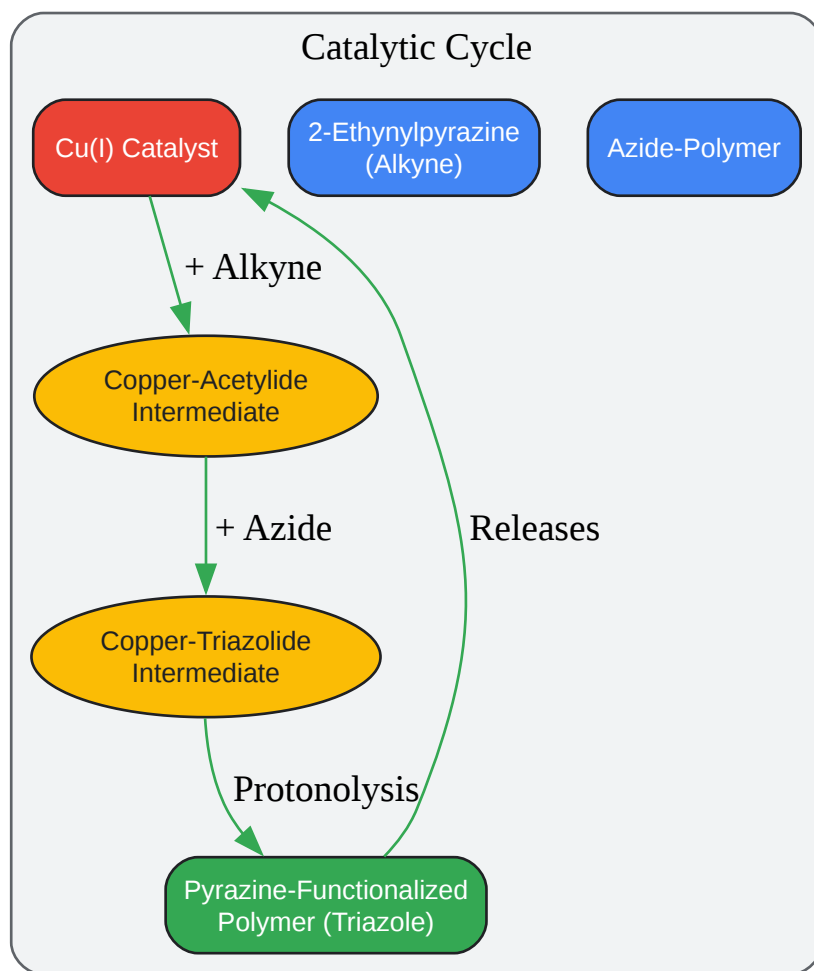 Catalytic Cycle
Cu(I) Catalyst
2-Ethynylpyrazine
(Alkyne)
Azide-Polymer
+ Alkyne
Copper-Acetylide
Intermediate
+ Azide
Releases
Copper-Triazolide
Intermediate
Protonolysis
Pyrazine-Functionalized
Polymer (Triazole)